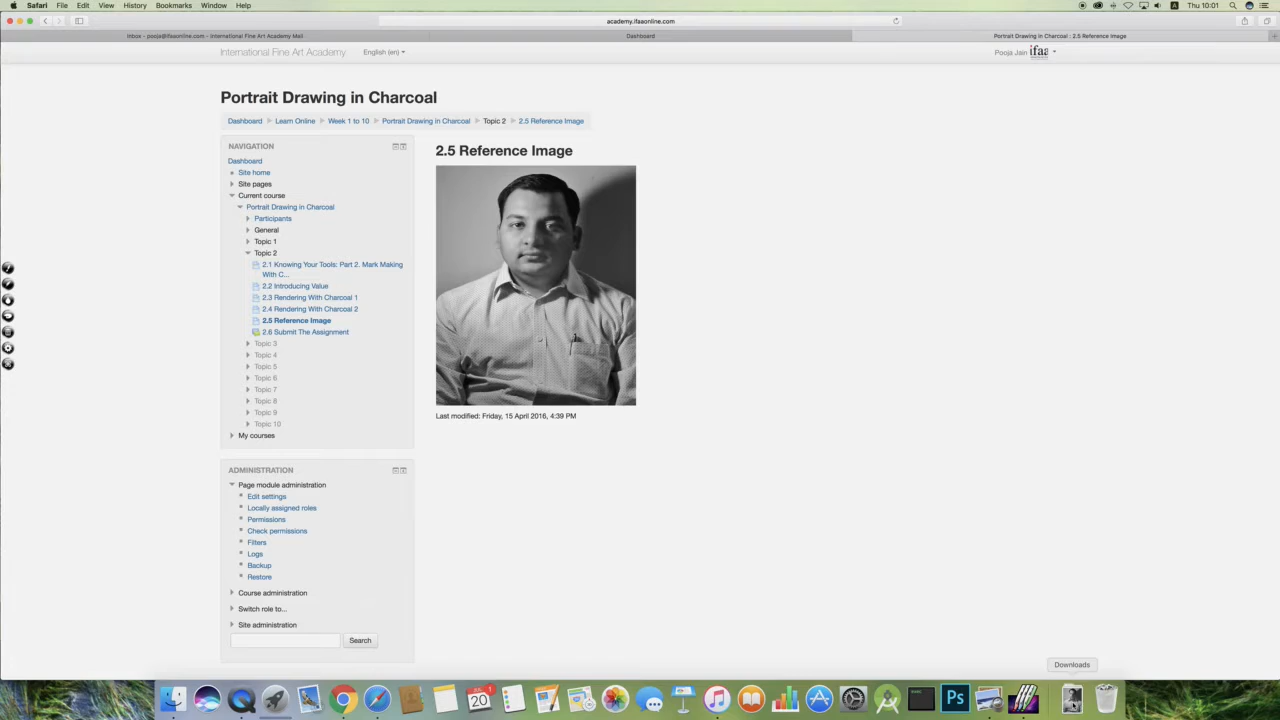 Safari File Edit View History Bookmarks Window Help
Thu 10:01
academy.ifaaonline.com
Inbox – pooja@ifaaonline.com – International Fine Art Academy Mail
Dashboard
Portrait Drawing in Charcoal : 2.5 Reference Image
International Fine Art Academy
English (en)
Pooja Jain ifaa
Portrait Drawing in Charcoal
Dashboard Learn Online Week 1 to 10 Portrait Drawing in Charcoal Topic 2 2.5 Reference Image
NAVIGATION
Dashboard
Site home
Site pages
Current course
Portrait Drawing in Charcoal
Participants
General
Topic 1
Topic 2
2.1 Knowing Your Tools: Part 2. Mark Making
With C...
2.2 Introducing Value
2.3 Rendering With Charcoal 1
2.4 Rendering With Charcoal 2
2.5 Reference Image
2.6 Submit The Assignment
Topic 3
Topic 4
Topic 5
Topic 6
Topic 7
Topic 8
Topic 9
Topic 10
My courses
2.5 Reference Image
Last modified: Friday, 15 April 2016, 4:39 PM
ADMINISTRATION
Page module administration
Edit settings
Locally assigned roles
Permissions
Check permissions
Filters
Logs
Backup
Restore
Course administration
Switch role to...
Site administration
Search
Downloads
20
Ps